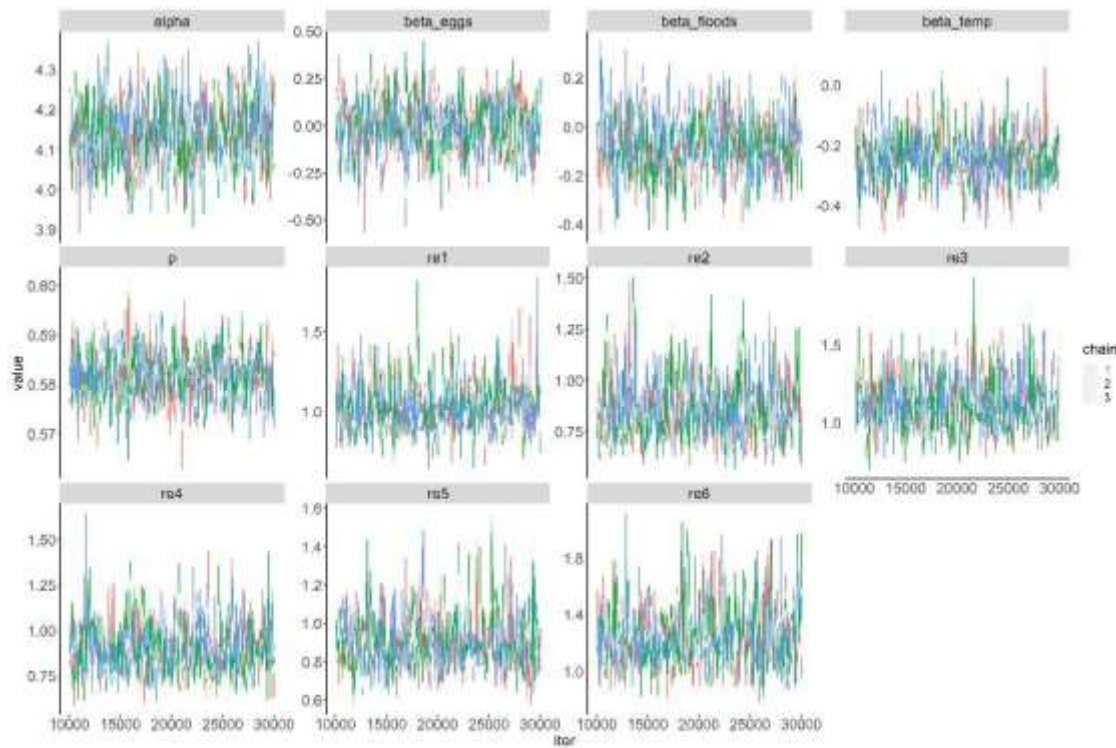 alpha beta_eggs beta_floods beta_temp
4.3 4.2 4.1 4.0 3.9
0.50 0.25 0.00 -0.25 -0.50
0.2 0.0 -0.2 -0.4
0.0 -0.2 -0.4
p re1 re2 re3
0.60 0.59 0.58 0.57
1.5 1.0
1.50 1.25 1.00 0.75
1.5 1.0
value
chain
1
2
3
10000 15000 20000 25000 30000
re4 re5 re6
1.50 1.25 1.00 0.75
1.6 1.4 1.2 1.0 0.8 0.6
1.8 1.4 1.0
10000 15000 20000 25000 30000 10000 15000 20000 25000 30000 10000 15000 20000 25000 30000
iter